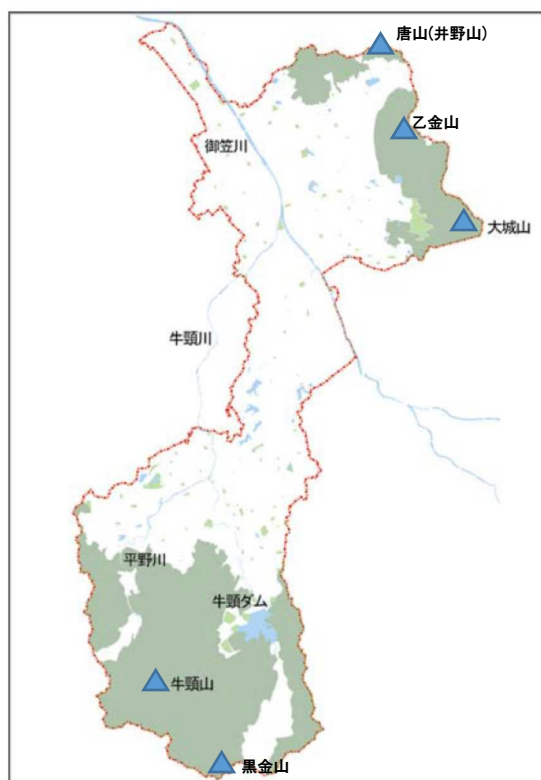 唐山(井野山)
乙金山
御笠川
大城山
牛頸川
平野川
牛頸ダム
牛頸山
黒金山